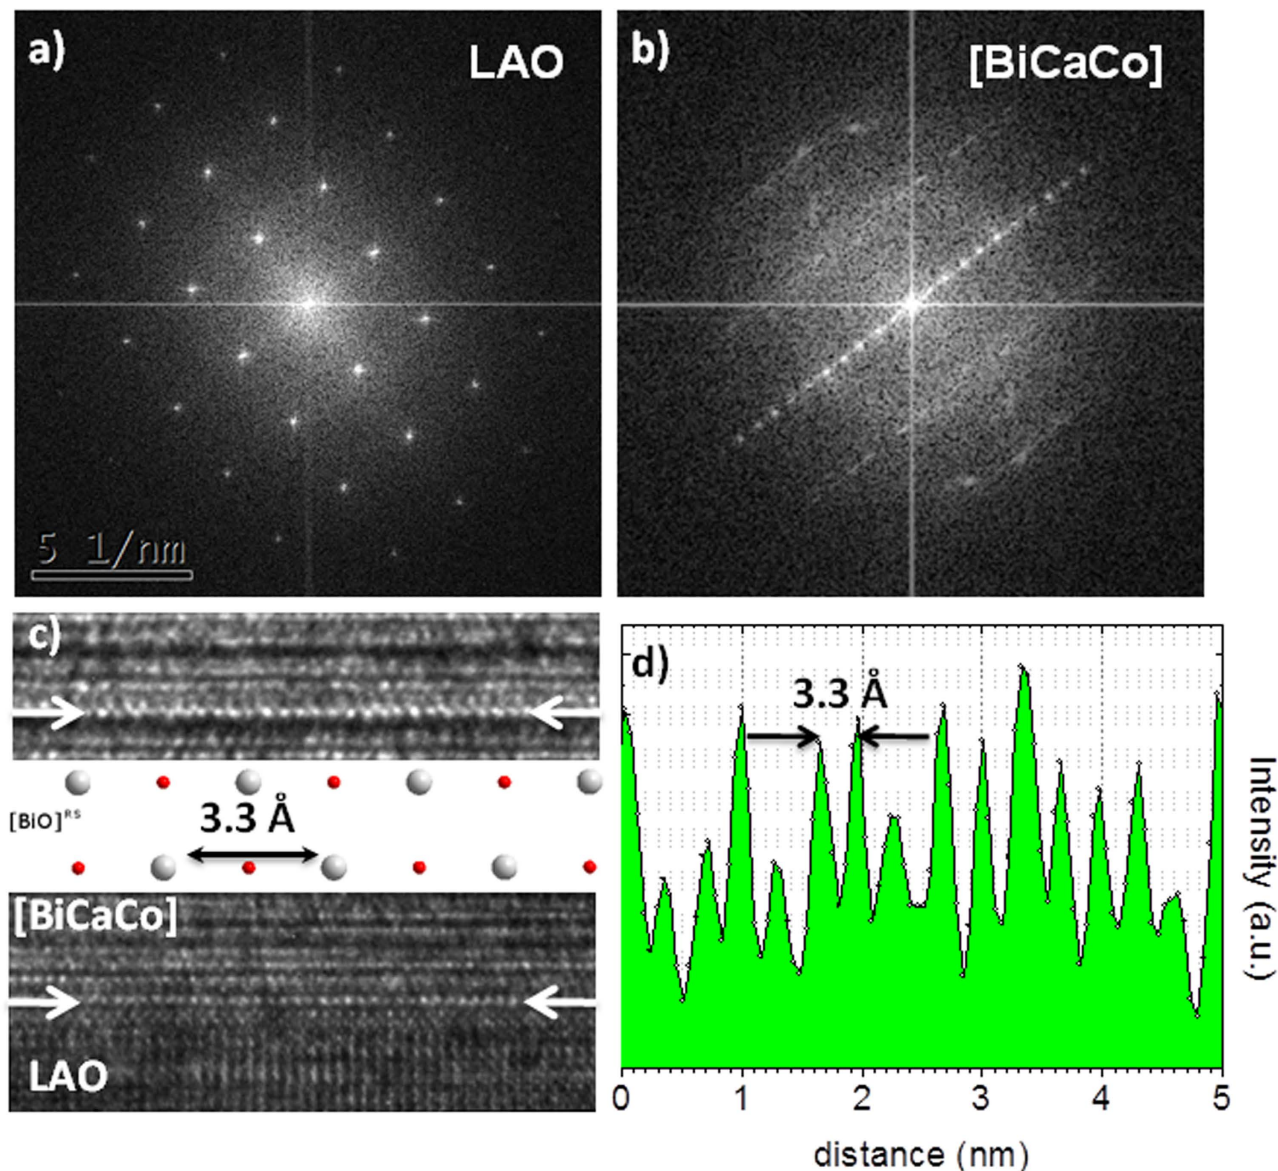 a)
LAO
5 1/nm
b)
[BiCaCo]
c)
[BiO]ᴿˢ
3.3 Å
[BiCaCo]
LAO
d)
3.3 Å
Intensity (a.u.)
0 1 2 3 4 5
distance (nm)